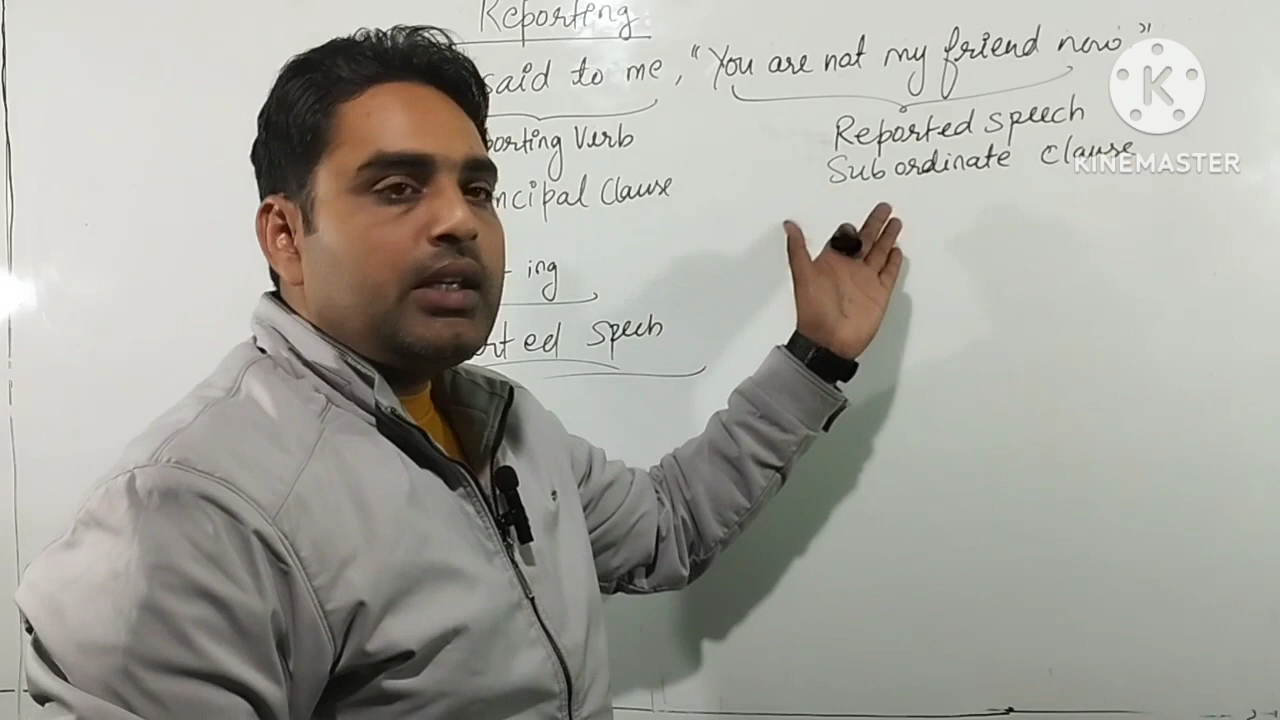 Reporting
said to me, "You are not my friend now"
porting Verb
ncipal Clause
Reported speech
Subordinate Clause
- ing
rted Speech
K
KINEMASTER